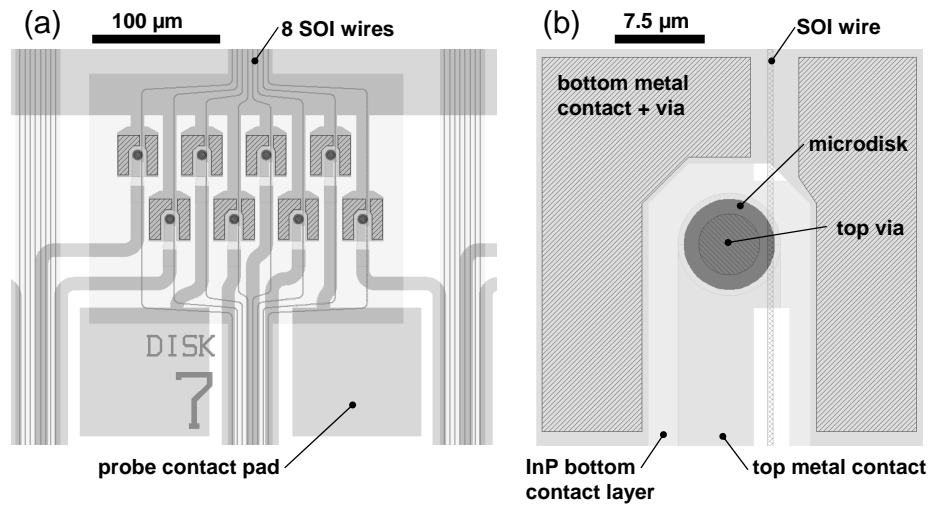 (a)
100 µm
8 SOI wires
DISK
7
probe contact pad
(b)
7.5 µm
SOI wire
bottom metal
contact + via
microdisk
top via
InP bottom
contact layer
top metal contact